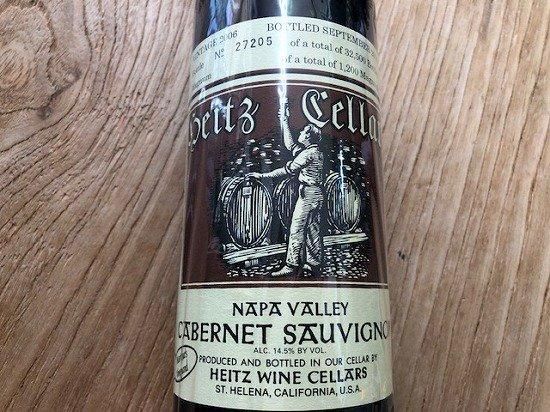 VINTAGE 2006 BOTTLED SEPTEMBER
Nº 27205 of a total of 32,500
of a total of 1,200
Heitz Cellar
NAPA VALLEY
CABERNET SAUVIGNO
ALC. 14.5% BY VOL.
PRODUCED AND BOTTLED IN OUR CELLAR BY
HEITZ WINE CELLARS
ST. HELENA, CALIFORNIA, U.S.A.